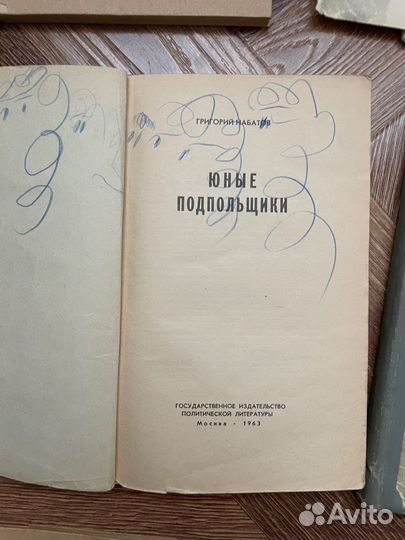 ГРИГОРИЙ НАБАТОВ
ЮНЫЕ
ПОДПОЛЬЩИКИ
ГОСУДАРСТВЕННОЕ ИЗДАТЕЛЬСТВО
ПОЛИТИЧЕСКОЙ ЛИТЕРАТУРЫ
Москва • 1963
Avito